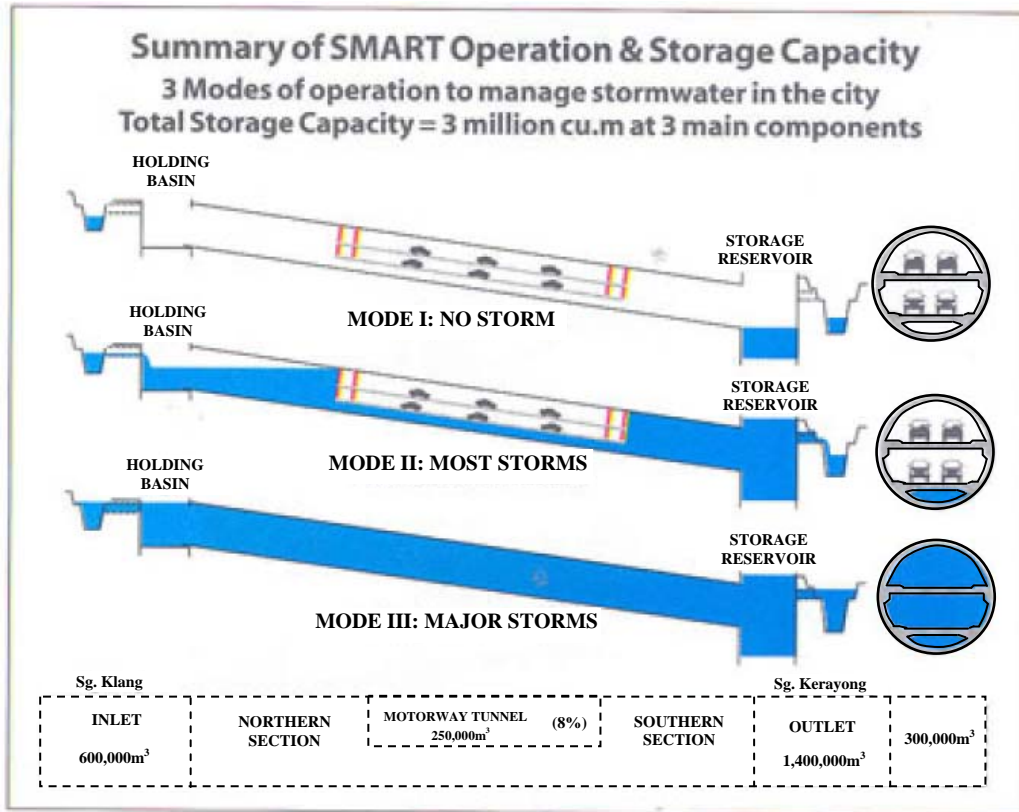 Summary of SMART Operation & Storage Capacity
3 Modes of operation to manage stormwater in the city
Total Storage Capacity = 3 million cu.m at 3 main components
HOLDING
BASIN
STORAGE
RESERVOIR
MODE I: NO STORM
HOLDING
BASIN
STORAGE
RESERVOIR
MODE II: MOST STORMS
HOLDING
BASIN
STORAGE
RESERVOIR
MODE III: MAJOR STORMS
Sg. Klang
Sg. Kerayong
INLET
600,000m³
NORTHERN
SECTION
MOTORWAY TUNNEL (8%)
250,000m³
SOUTHERN
SECTION
OUTLET
1,400,000m³
300,000m³